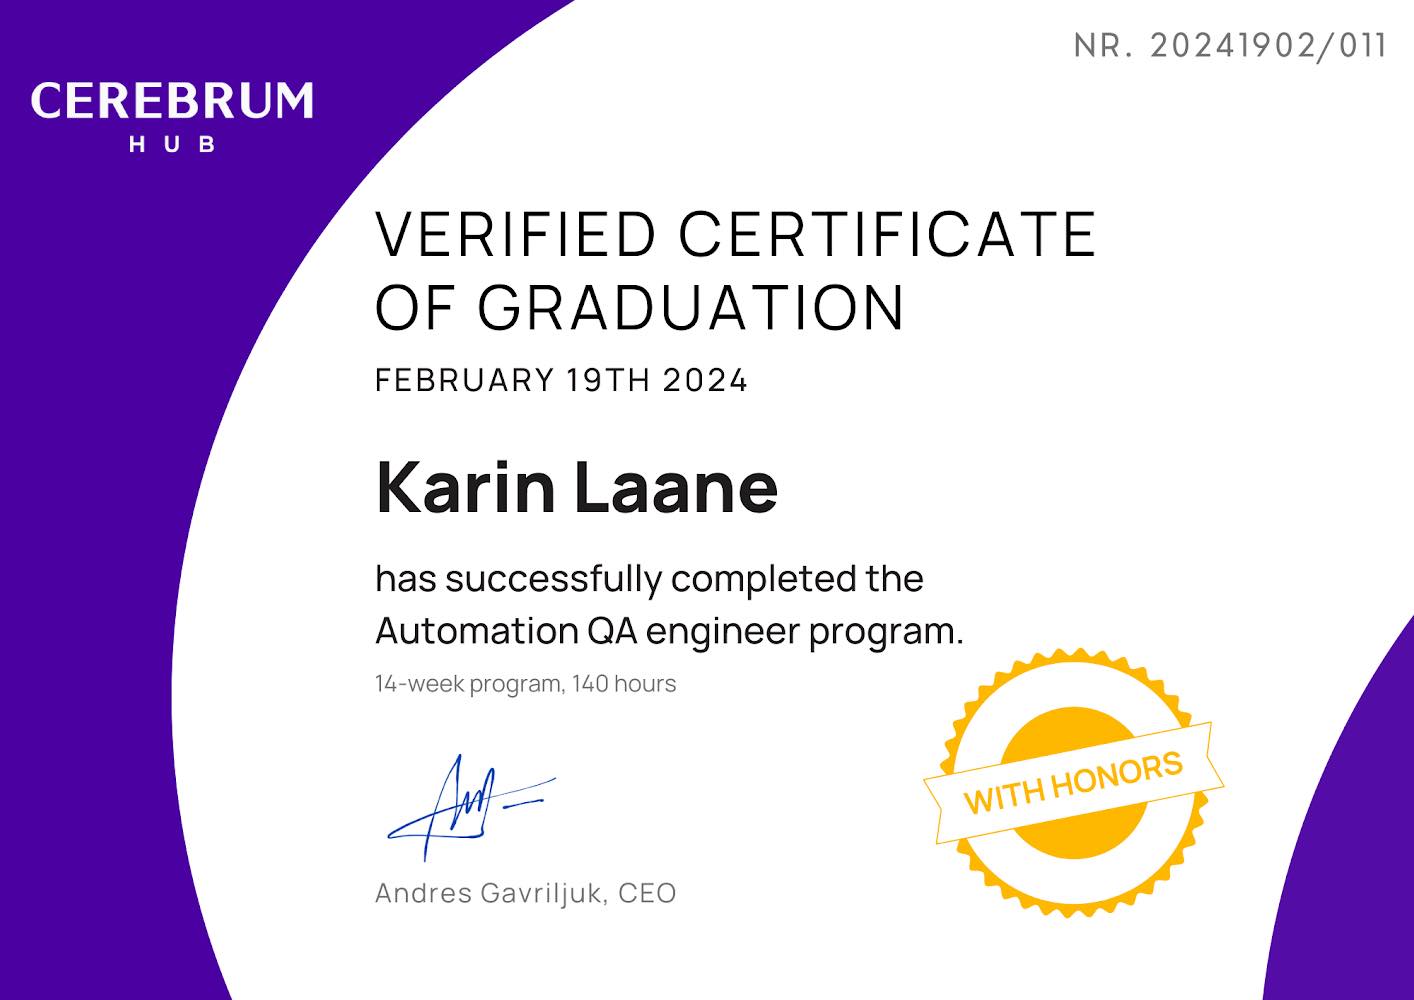 NR. 20241902/011
CEREBRUM
HUB
VERIFIED CERTIFICATE
OF GRADUATION
FEBRUARY 19TH 2024
Karin Laane
has successfully completed the
Automation QA engineer program.
14-week program, 140 hours
WITH HONORS
Andres Gavriljuk, CEO